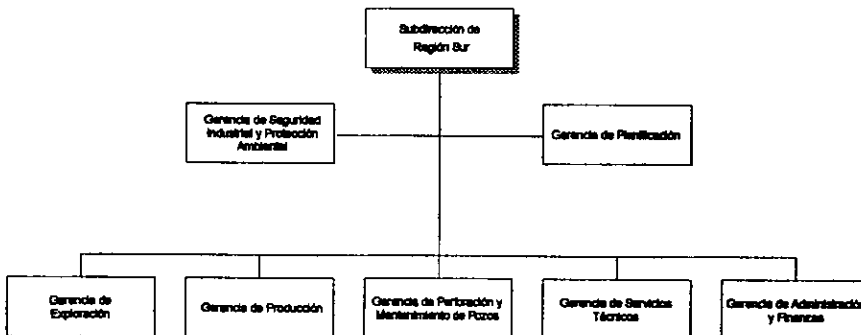 Subdirección de
Región Sur
Gerencia de Seguridad
Industrial y Protección
Ambiental
Gerencia de Planificación
Gerencia de
Exploración
Gerencia de Producción
Gerencia de Perforación y
Mantenimiento de Pozos
Gerencia de Servicios
Técnicos
Gerencia de Administración
y Finanzas